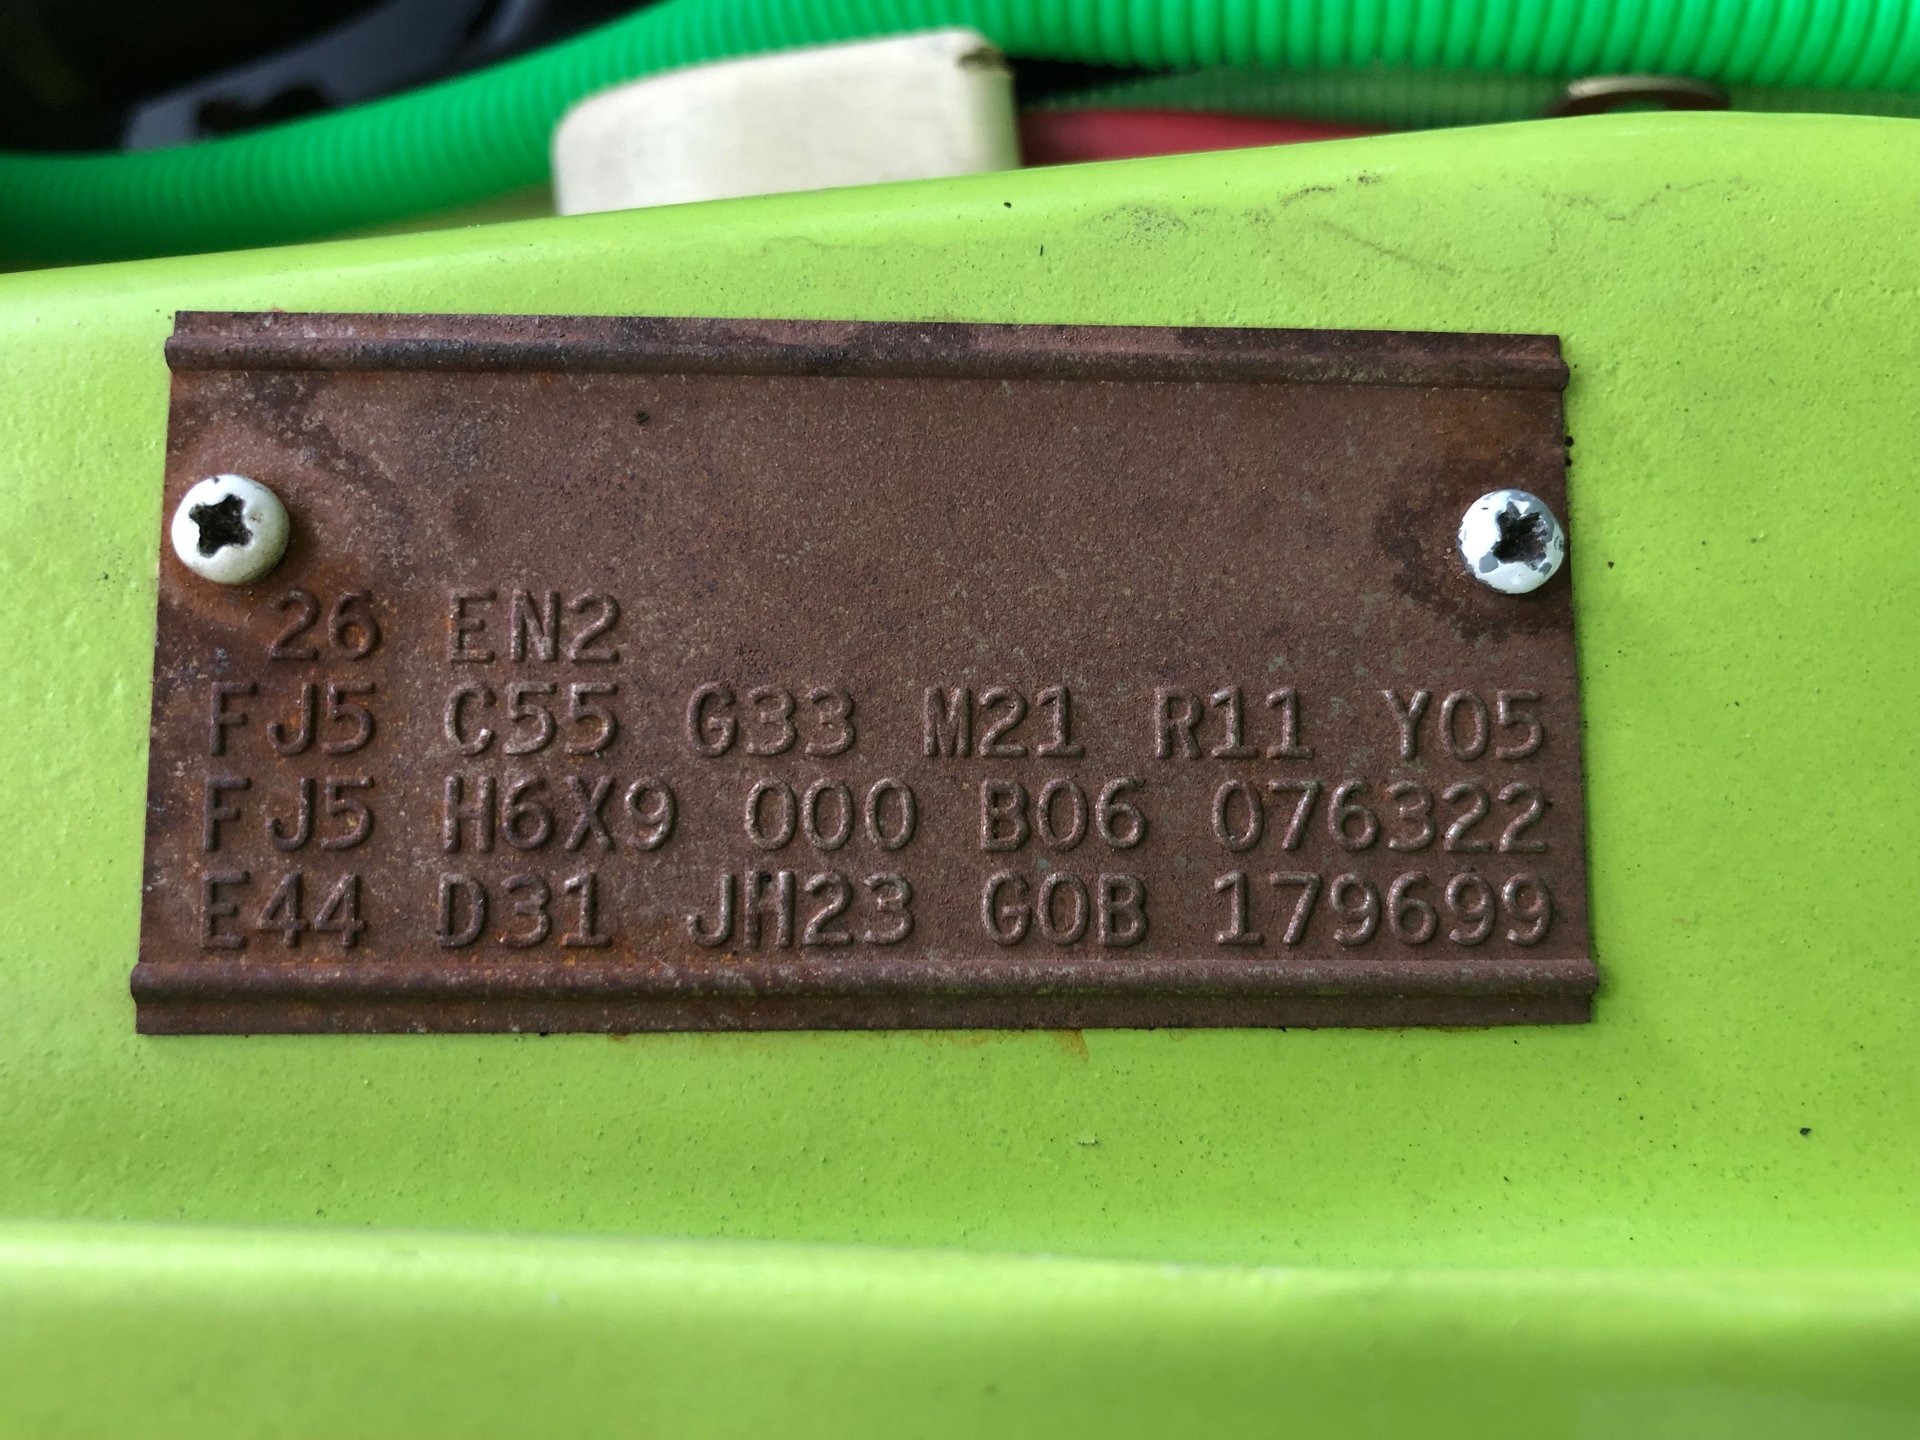 26 EN2
FJ5 C55 G33 M21 R11 Y05
FJ5 H6X9 000 B06 076322
E44 D31 JH23 G0B 179699